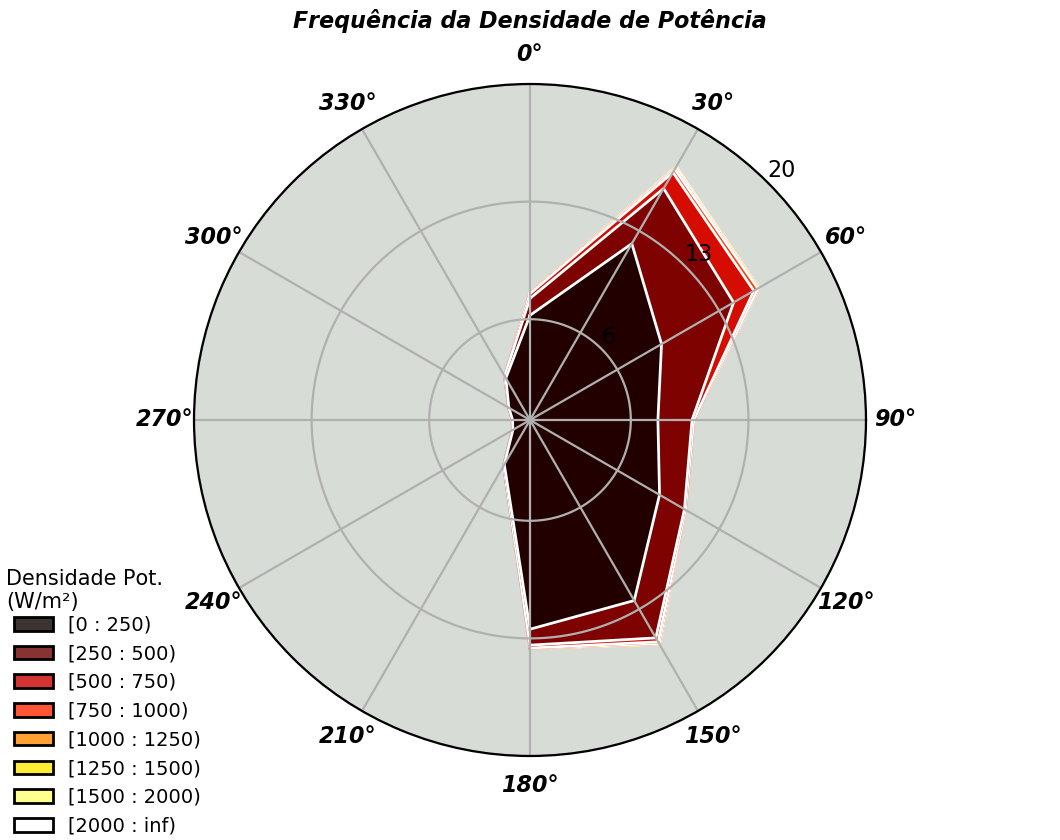 Frequência da Densidade de Potência
0°
330°
30°
20
300°
60°
13
6
270°
90°
240°
120°
210°
150°
180°
Densidade Pot.
(W/m²)
[0 : 250)
[250 : 500)
[500 : 750)
[750 : 1000)
[1000 : 1250)
[1250 : 1500)
[1500 : 2000)
[2000 : inf)